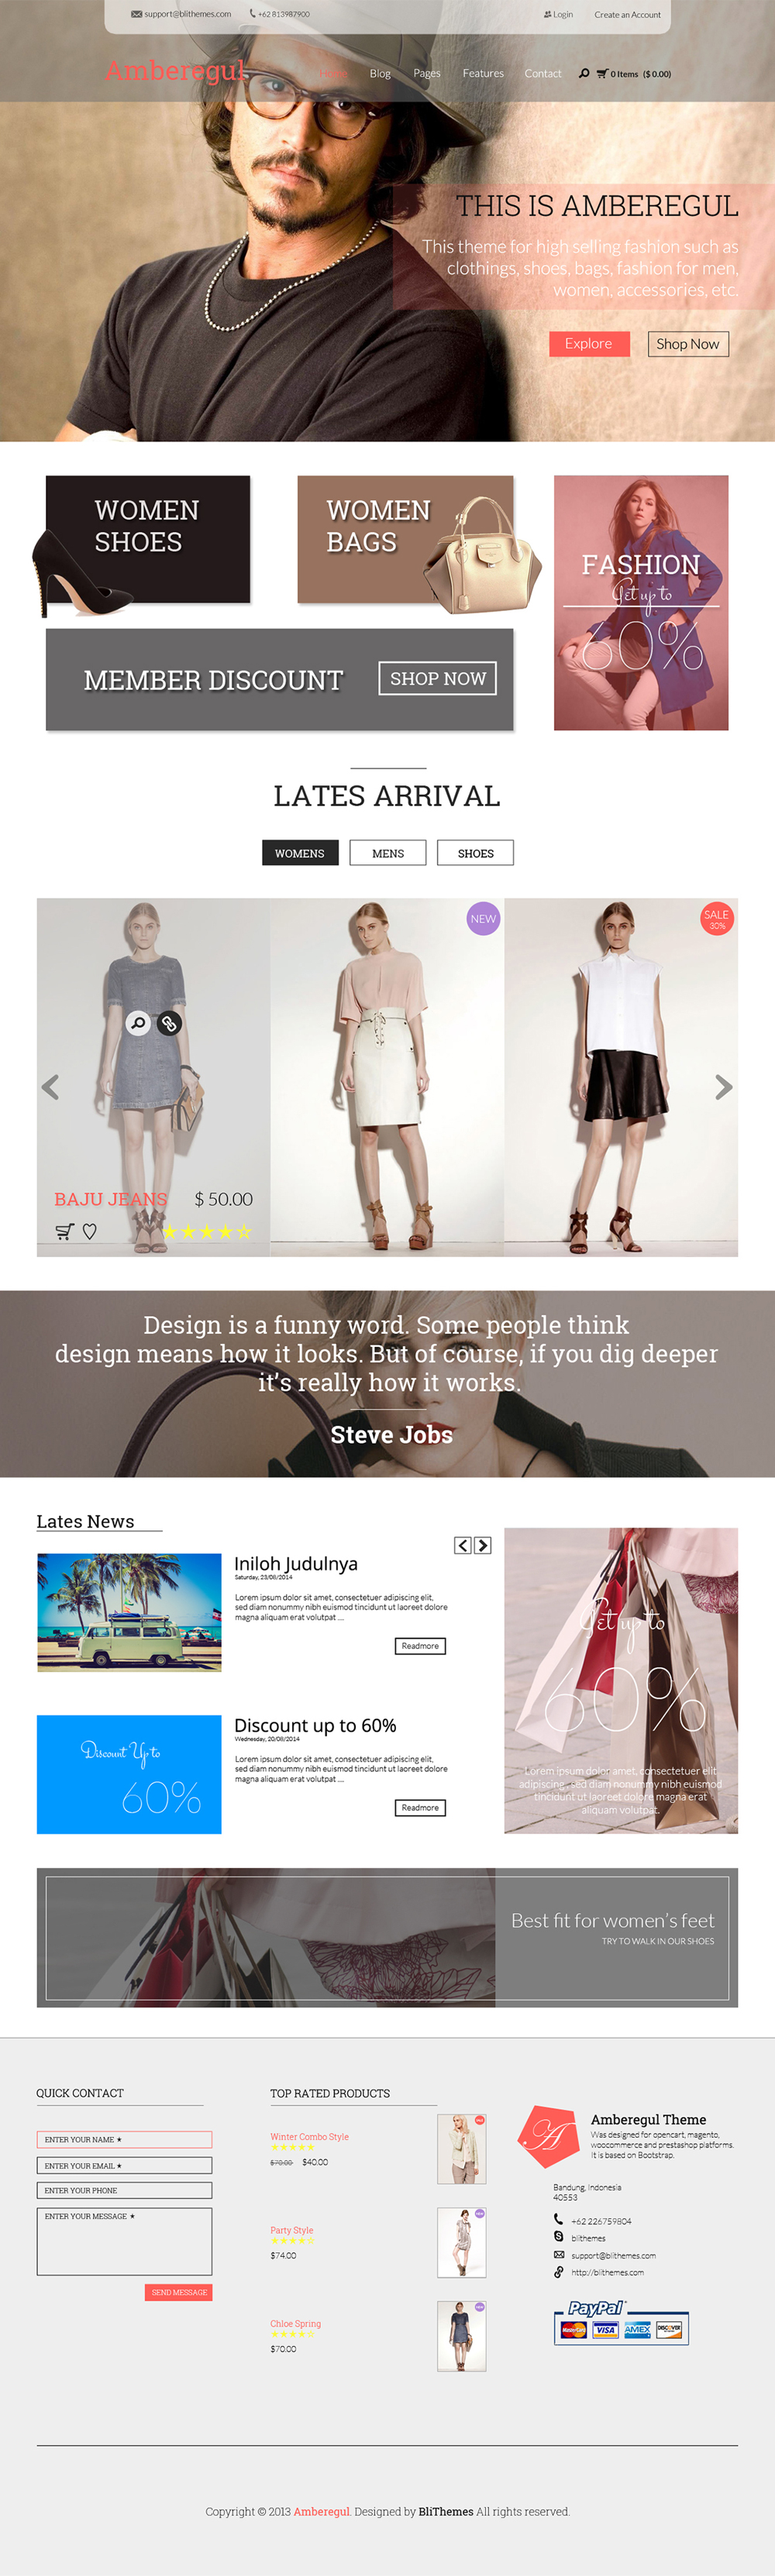 support@blithemes.com +62 813987900 Login Create an Account
Amberegul Home Blog Pages Features Contact 0 Items ($ 0.00)
THIS IS AMBEREGUL
This theme for high selling fashion such as
clothings, shoes, bags, fashion for men,
women, accessories, etc.
Explore Shop Now
WOMEN
SHOES
WOMEN
BAGS
FASHION
Get up to
60%
MEMBER DISCOUNT SHOP NOW
LATES ARRIVAL
WOMENS MENS SHOES
NEW
SALE
30%
BAJU JEANS $ 50.00
Design is a funny word. Some people think
design means how it looks. But of course, if you dig deeper
it’s really how it works.
Steve Jobs
Lates News
Iniloh Judulnya
Saturday, 23/08/2014
Lorem ipsum dolor sit amet, consectetuer adipiscing elit,
sed diam nonummy nibh euismod tincidunt ut laoreet dolore
magna aliquam erat volutpat ...
Readmore
Discount Up to
60%
Discount up to 60%
Wednesday, 20/08/2014
Lorem ipsum dolor sit amet, consectetuer adipiscing elit,
sed diam nonummy nibh euismod tincidunt ut laoreet dolore
magna aliquam erat volutpat ...
Readmore
Get up to
60%
Lorem ipsum dolor amet, consectetuer elit
adipiscing, sed diam nonummy nibh euismod
tincidunt ut laoreet dolore magna erat
aliquam volutpat.
Best fit for women’s feet
TRY TO WALK IN OUR SHOES
QUICK CONTACT
ENTER YOUR NAME ★
ENTER YOUR EMAIL ★
ENTER YOUR PHONE
ENTER YOUR MESSAGE ★
SEND MESSAGE
TOP RATED PRODUCTS
Winter Combo Style
$70.00 $40.00
SALE
Party Style
$74.00
NEW
Chloe Spring
$70.00
NEW
A
Amberegul Theme
Was designed for opencart, magento,
woocommerce and prestashop platforms.
It is based on Bootstrap.
Bandung, Indonesia
40553
+62 226759804
blithemes
support@blithemes.com
http://blithemes.com
PayPal
MasterCard VISA AMEX DISCOVER
Copyright © 2013 Amberegul. Designed by BliThemes All rights reserved.